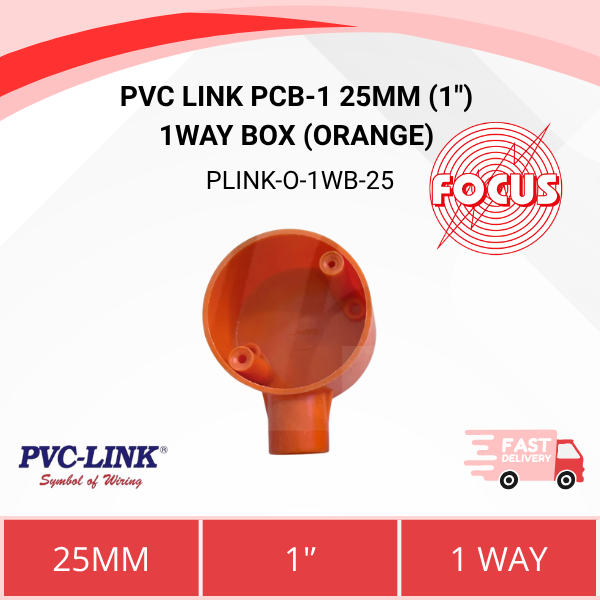 PVC LINK PCB-1 25MM (1")
1WAY BOX (ORANGE)
PLINK-O-1WB-25
FOCUS
PVC-LINK®
Symbol of Wiring
FAST
DELIVERY
25MM
1"
1 WAY